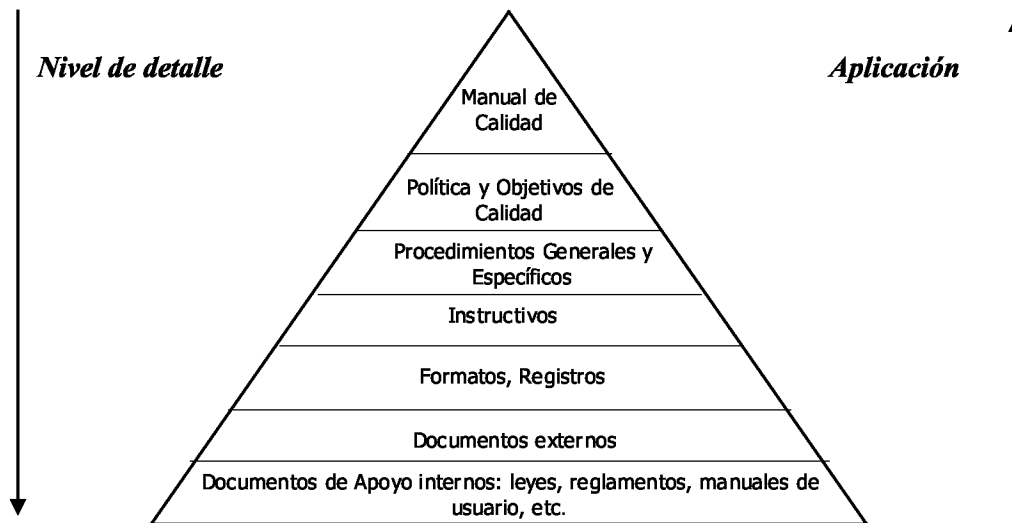 Nivel de detalle
Aplicación
Manual de
Calidad
Política y Objetivos de
Calidad
Procedimientos Generales y
Específicos
Instructivos
Formatos, Registros
Documentos externos
Documentos de Apoyo internos: leyes, reglamentos, manuales de
usuario, etc.